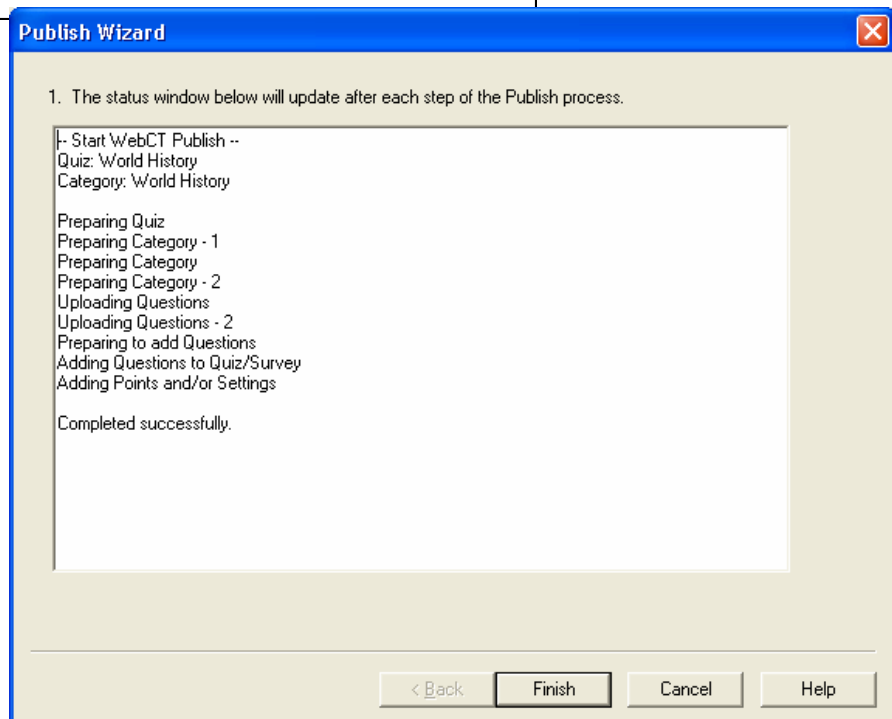 Publish Wizard
1. The status window below will update after each step of the Publish process.
-- Start WebCT Publish --
Quiz: World History
Category: World History
Preparing Quiz
Preparing Category - 1
Preparing Category
Preparing Category - 2
Uploading Questions
Uploading Questions - 2
Preparing to add Questions
Adding Questions to Quiz/Survey
Adding Points and/or Settings
Completed successfully.
< Back Finish Cancel Help